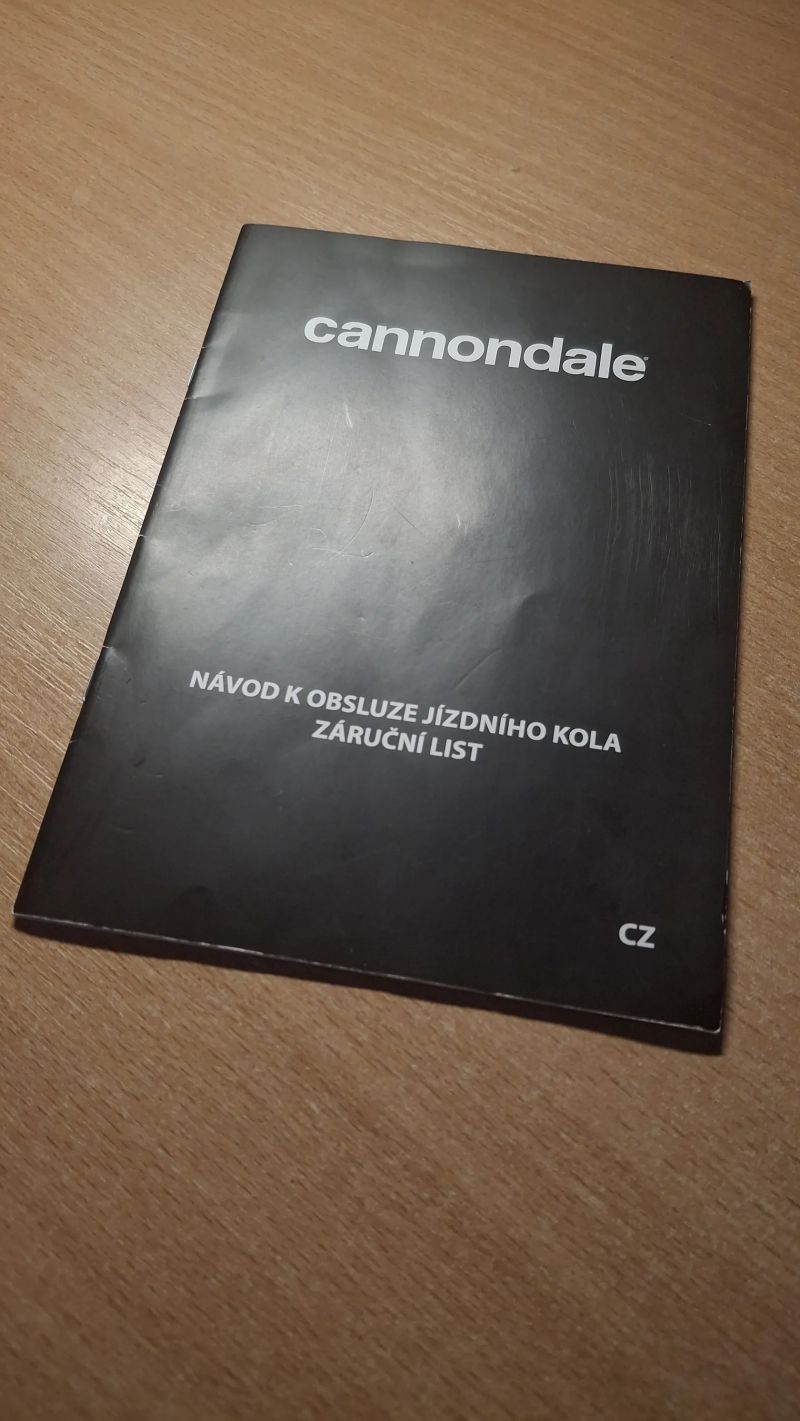 cannondale
NÁVOD K OBSLUZE JÍZDNÍHO KOLA
ZÁRUČNÍ LIST
CZ